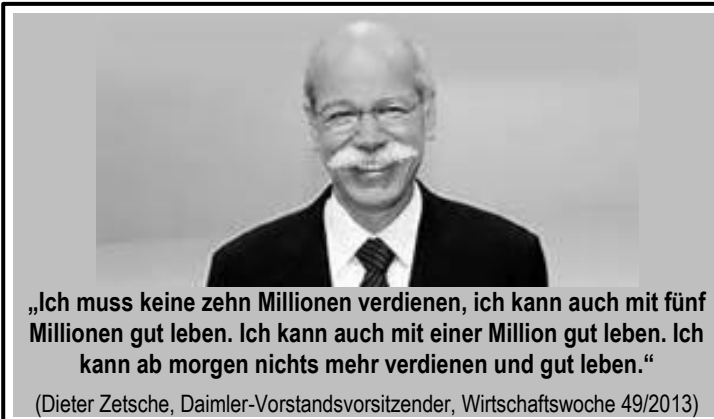 „Ich muss keine zehn Millionen verdienen, ich kann auch mit fünf
Millionen gut leben. Ich kann auch mit einer Million gut leben. Ich
kann ab morgen nichts mehr verdienen und gut leben.“
(Dieter Zetsche, Daimler-Vorstandsvorsitzender, Wirtschaftswoche 49/2013)